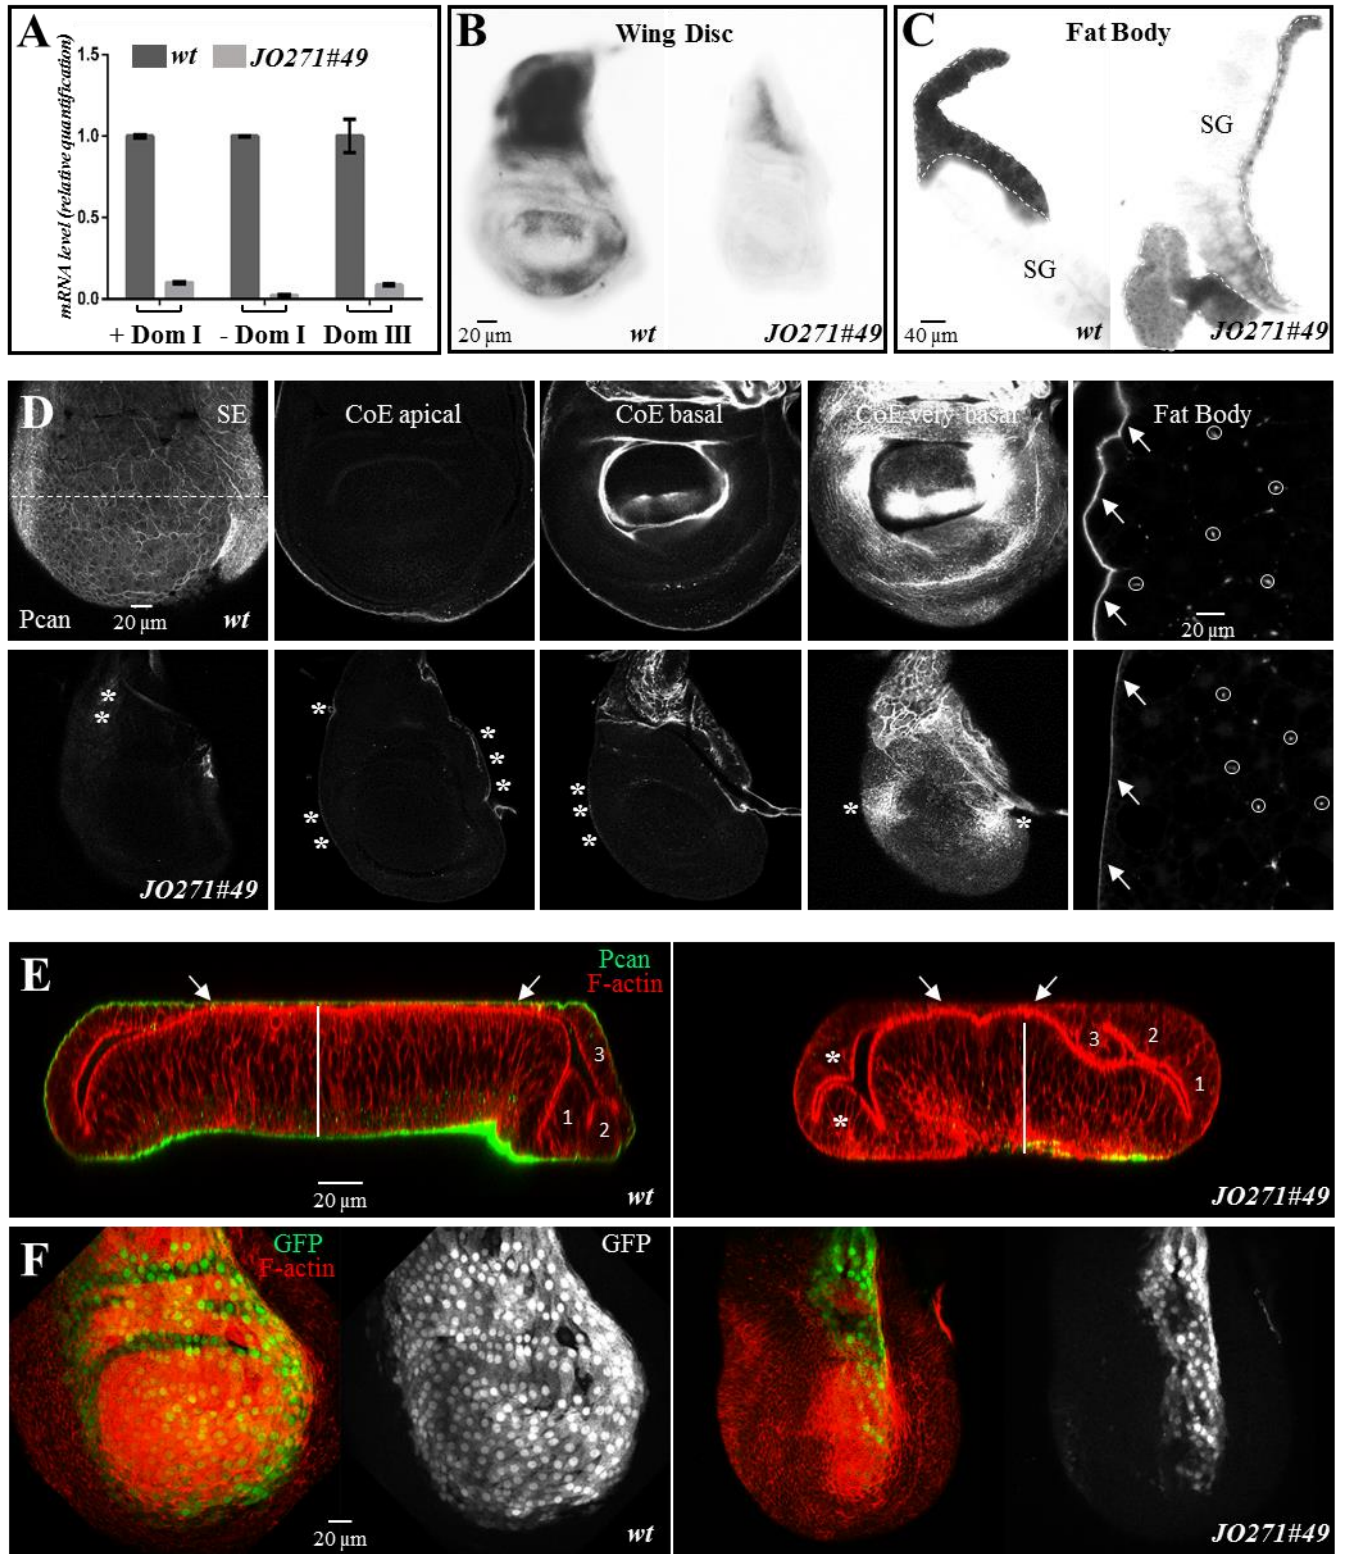 A
mRNA level (relative quantification)
1.5
1.0
0.5
0.0
wt JO271#49
+ Dom I - Dom I Dom III
B
Wing Disc
20 µm
wt
JO271#49
C
Fat Body
SG
SG
40 µm
wt
JO271#49
D
SE
CoE apical
CoE basal
CoE very basal
Fat Body
Pcan
20 µm
wt
20 µm
* *
JO271#49
* * * * * *
* * *
* *
E
Pcan
F-actin
3
1
2
20 µm
wt
*
*
3
2
1
JO271#49
F
GFP
F-actin
GFP
20 µm
wt
JO271#49